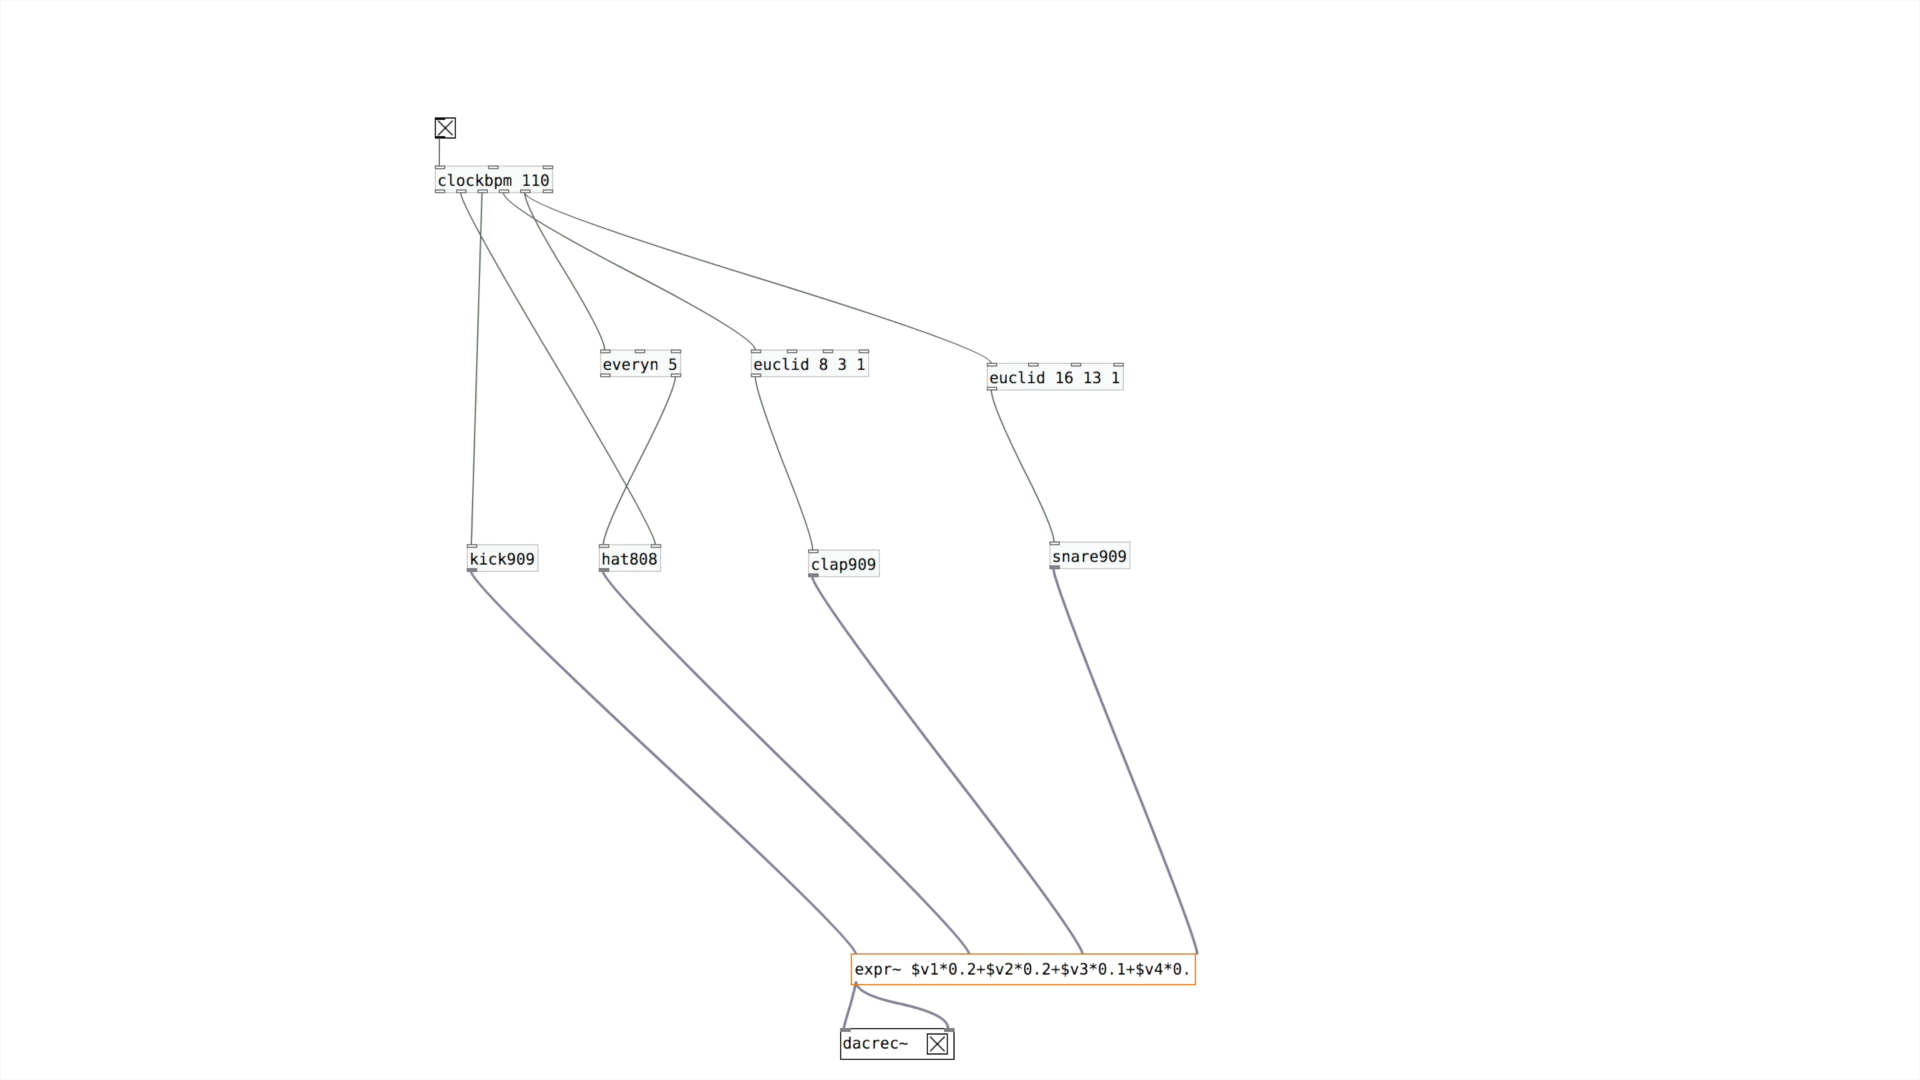 clockbpm 110
everyn 5
euclid 8 3 1
euclid 16 13 1
kick909
hat808
clap909
snare909
expr~ $v1*0.2+$v2*0.2+$v3*0.1+$v4*0.
dacrec~